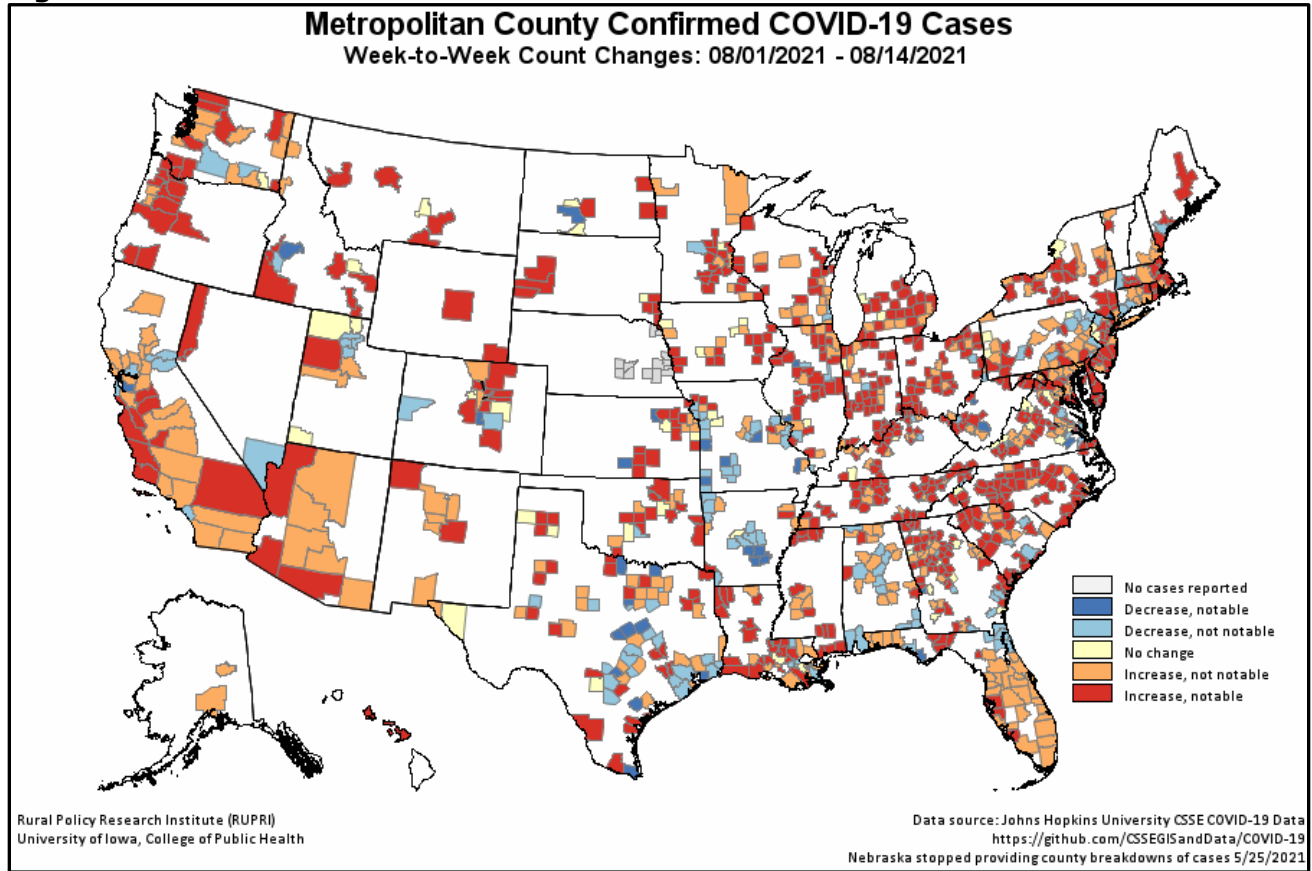 Metropolitan County Confirmed COVID-19 Cases
Week-to-Week Count Changes: 08/01/2021 - 08/14/2021
No cases reported
Decrease, notable
Decrease, not notable
No change
Increase, not notable
Increase, notable
Rural Policy Research Institute (RUPRI)
University of Iowa, College of Public Health
Data source: Johns Hopkins University CSSE COVID-19 Data
https://github.com/CSSEGISandData/COVID-19
Nebraska stopped providing county breakdowns of cases 5/25/2021